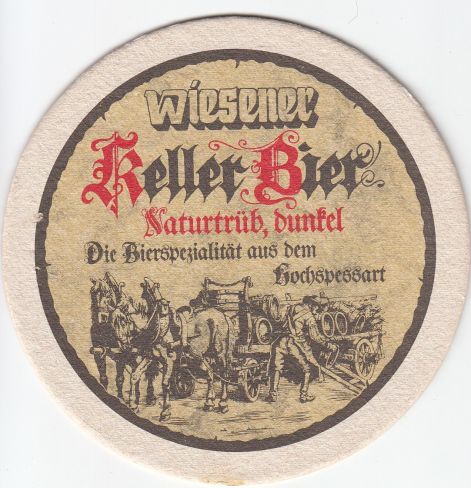 Wiesener
Keller Bier
Naturtrüb, dunkel
Die Bierspezialität aus dem
Hochspessart